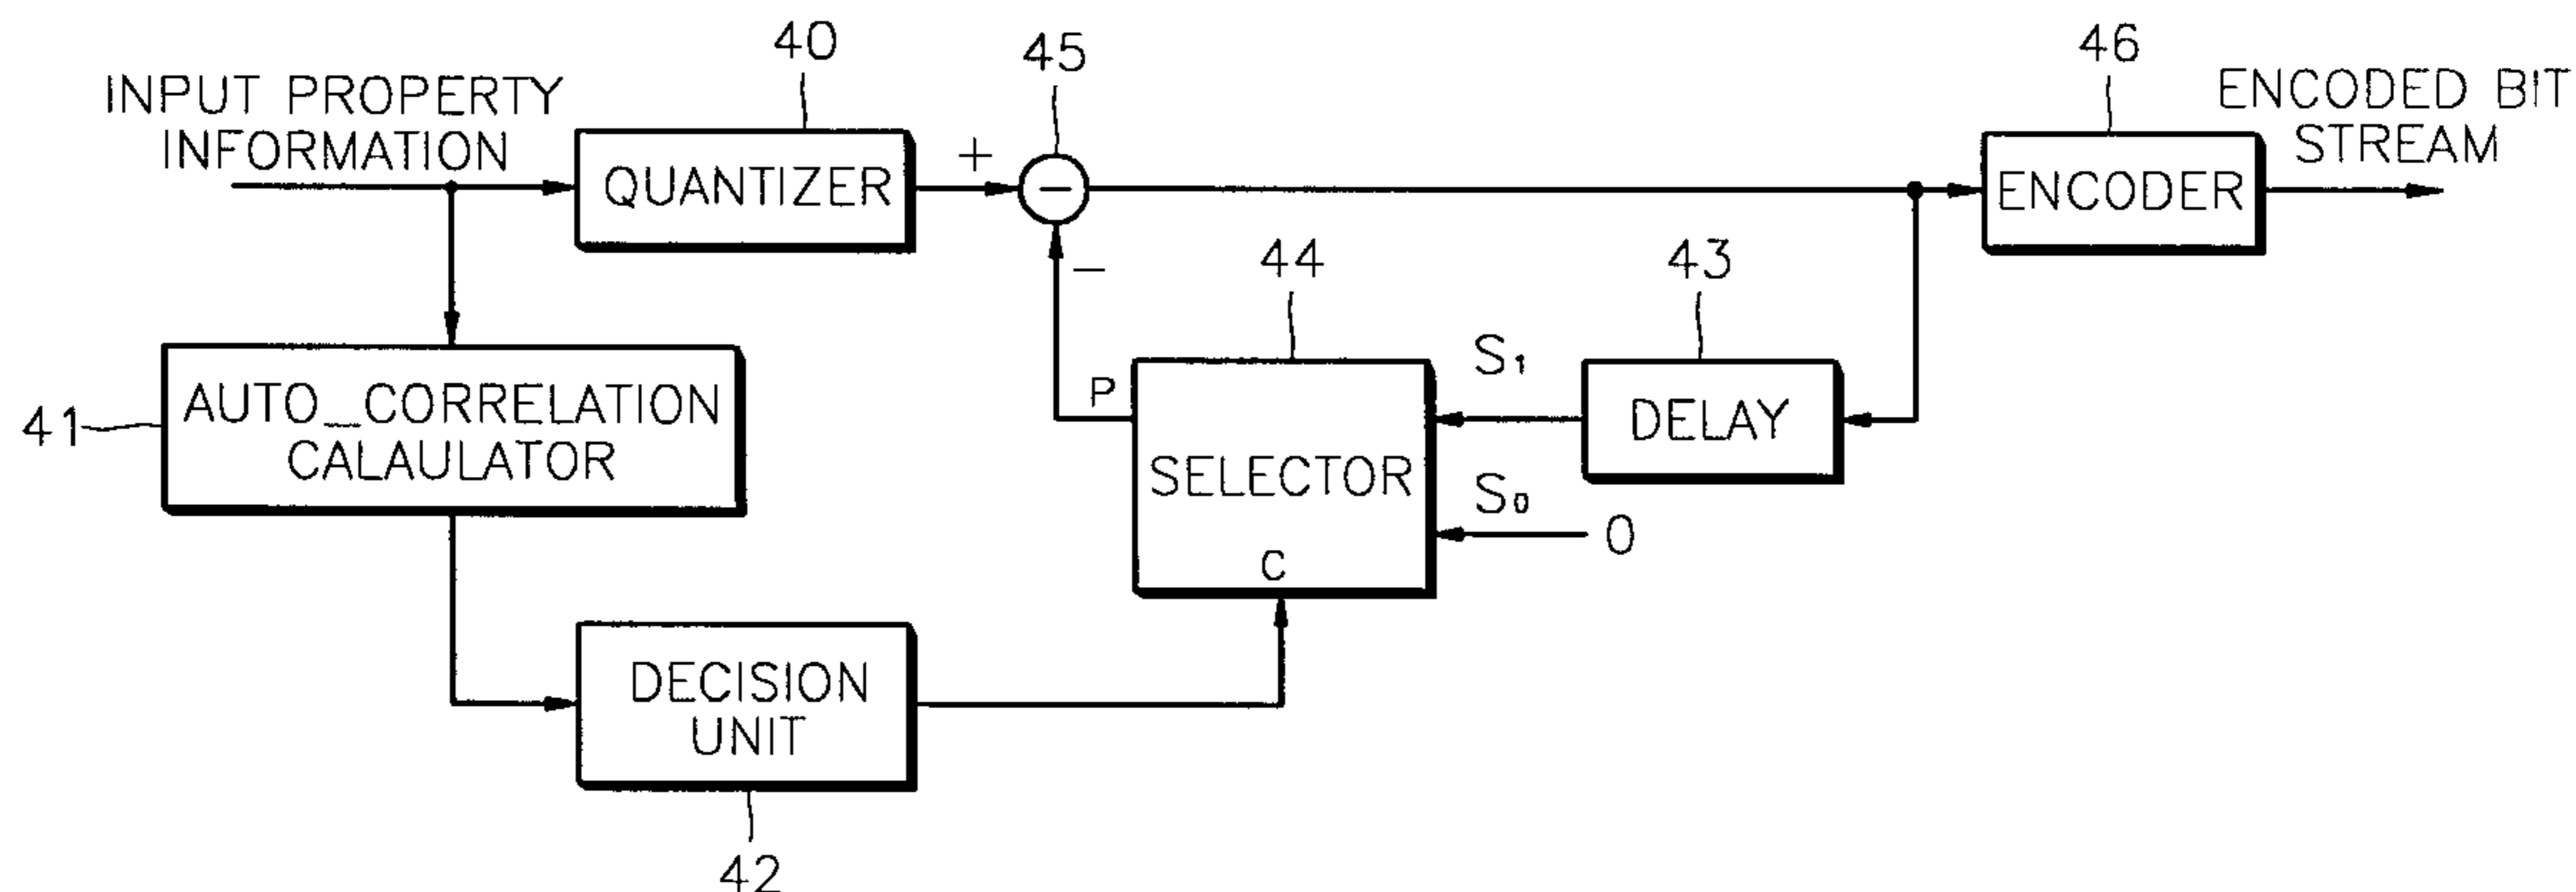 40
45
46
INPUT PROPERTY
INFORMATION
ENCODED BIT
STREAM
QUANTIZER
+
−
ENCODER
−
44
43
41
AUTO_CORRELATION
CALAULATOR
P
SELECTOR
C
S₁
DELAY
S₀
0
DECISION
UNIT
42